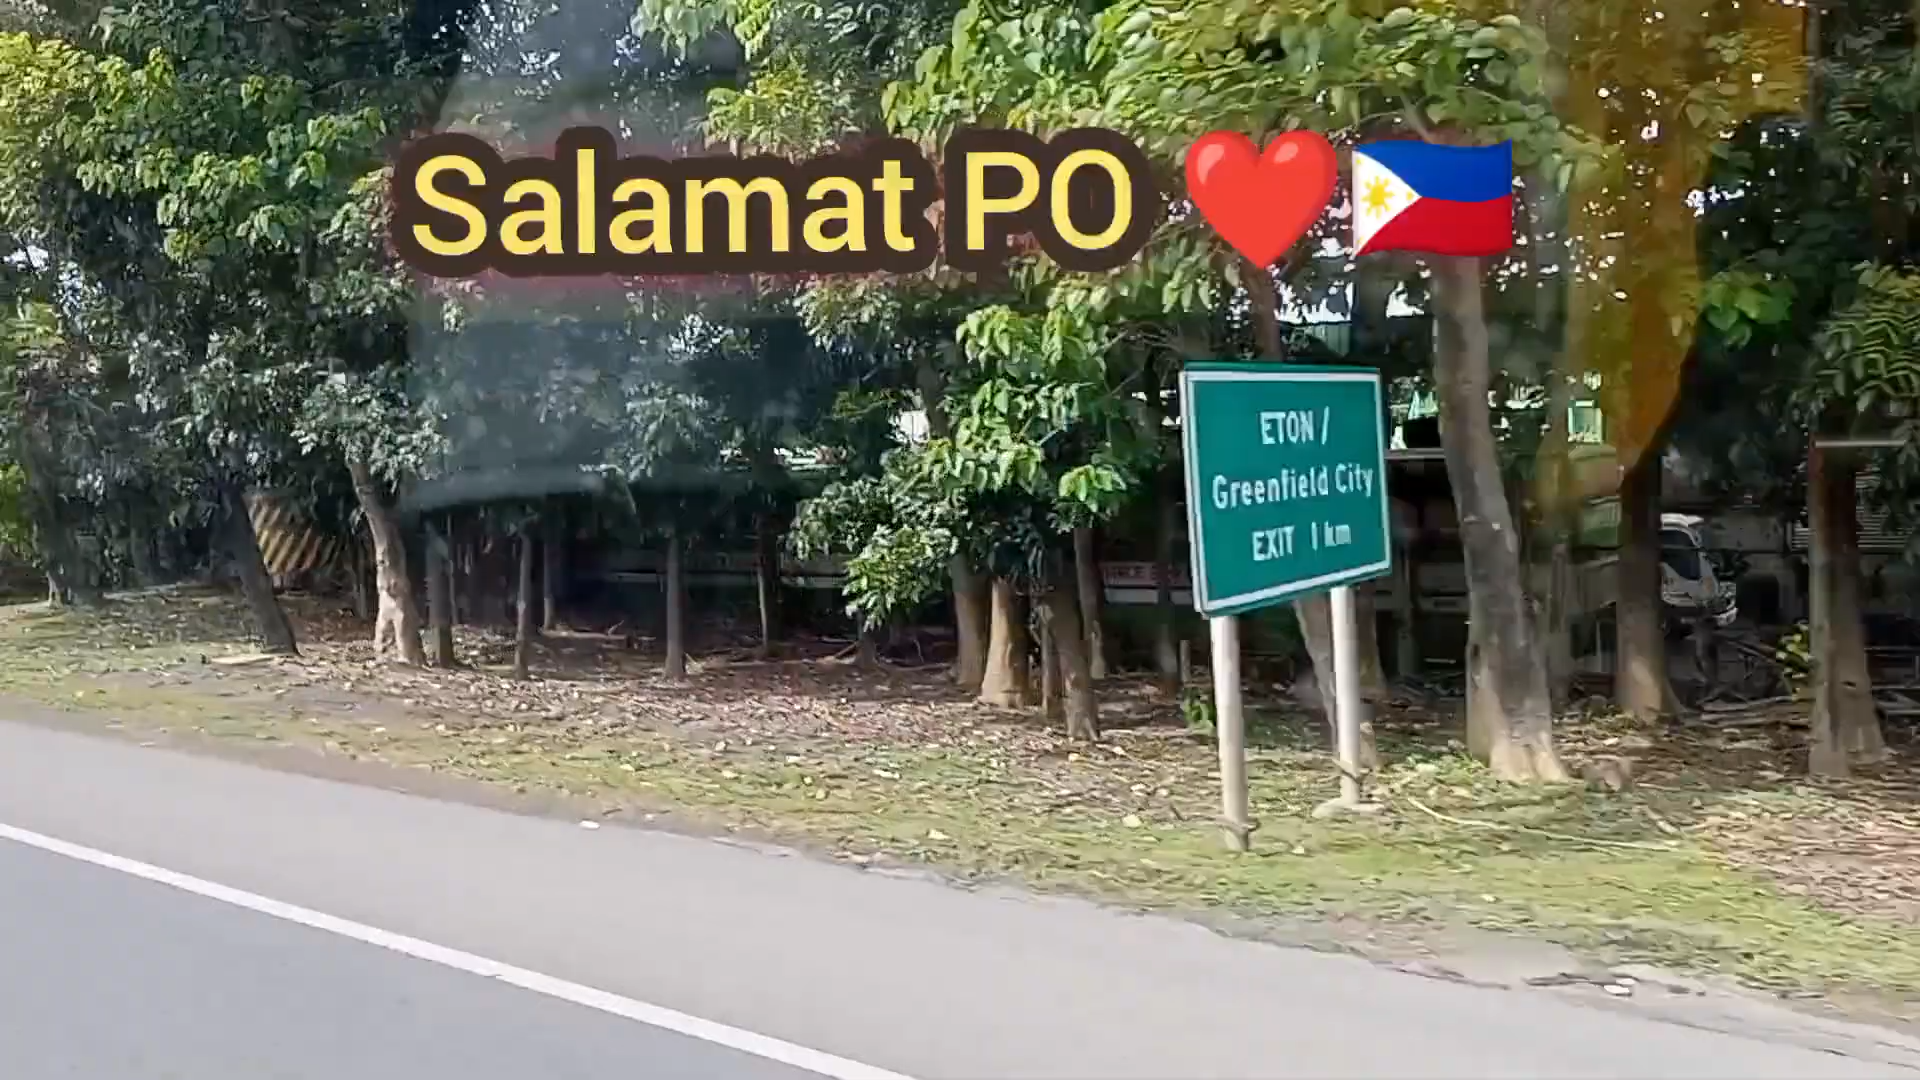 Salamat PO ❤️🇵🇭
ETON /
Greenfield City
EXIT 1 km